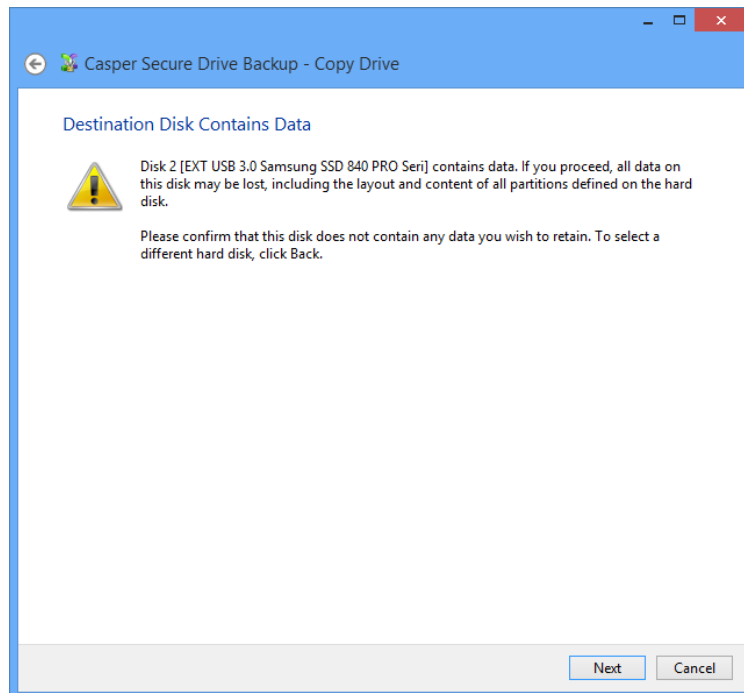 Casper Secure Drive Backup - Copy Drive
Destination Disk Contains Data
Disk 2 [EXT USB 3.0 Samsung SSD 840 PRO Seri] contains data. If you proceed, all data on
this disk may be lost, including the layout and content of all partitions defined on the hard
disk.
Please confirm that this disk does not contain any data you wish to retain. To select a
different hard disk, click Back.
Next
Cancel